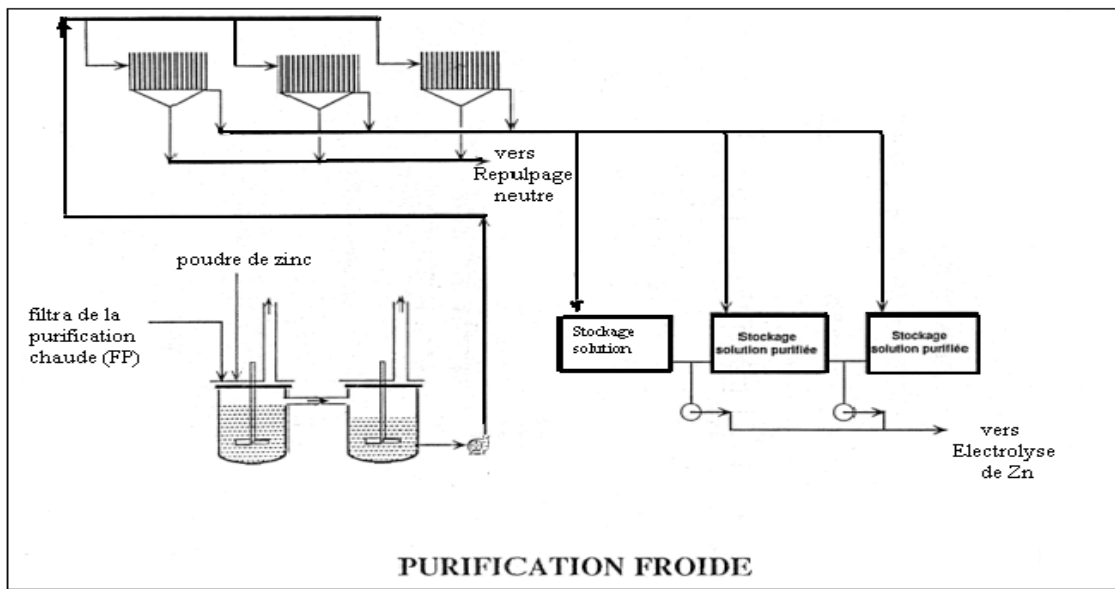 vers
Repulpage
neutre
poudre de zinc
filtra de la
purification
chaude (FP)
Stockage
solution
Stockage
solution purifiée
Stockage
solution purifiée
vers
Electrolyse
de Zn
PURIFICATION FROIDE